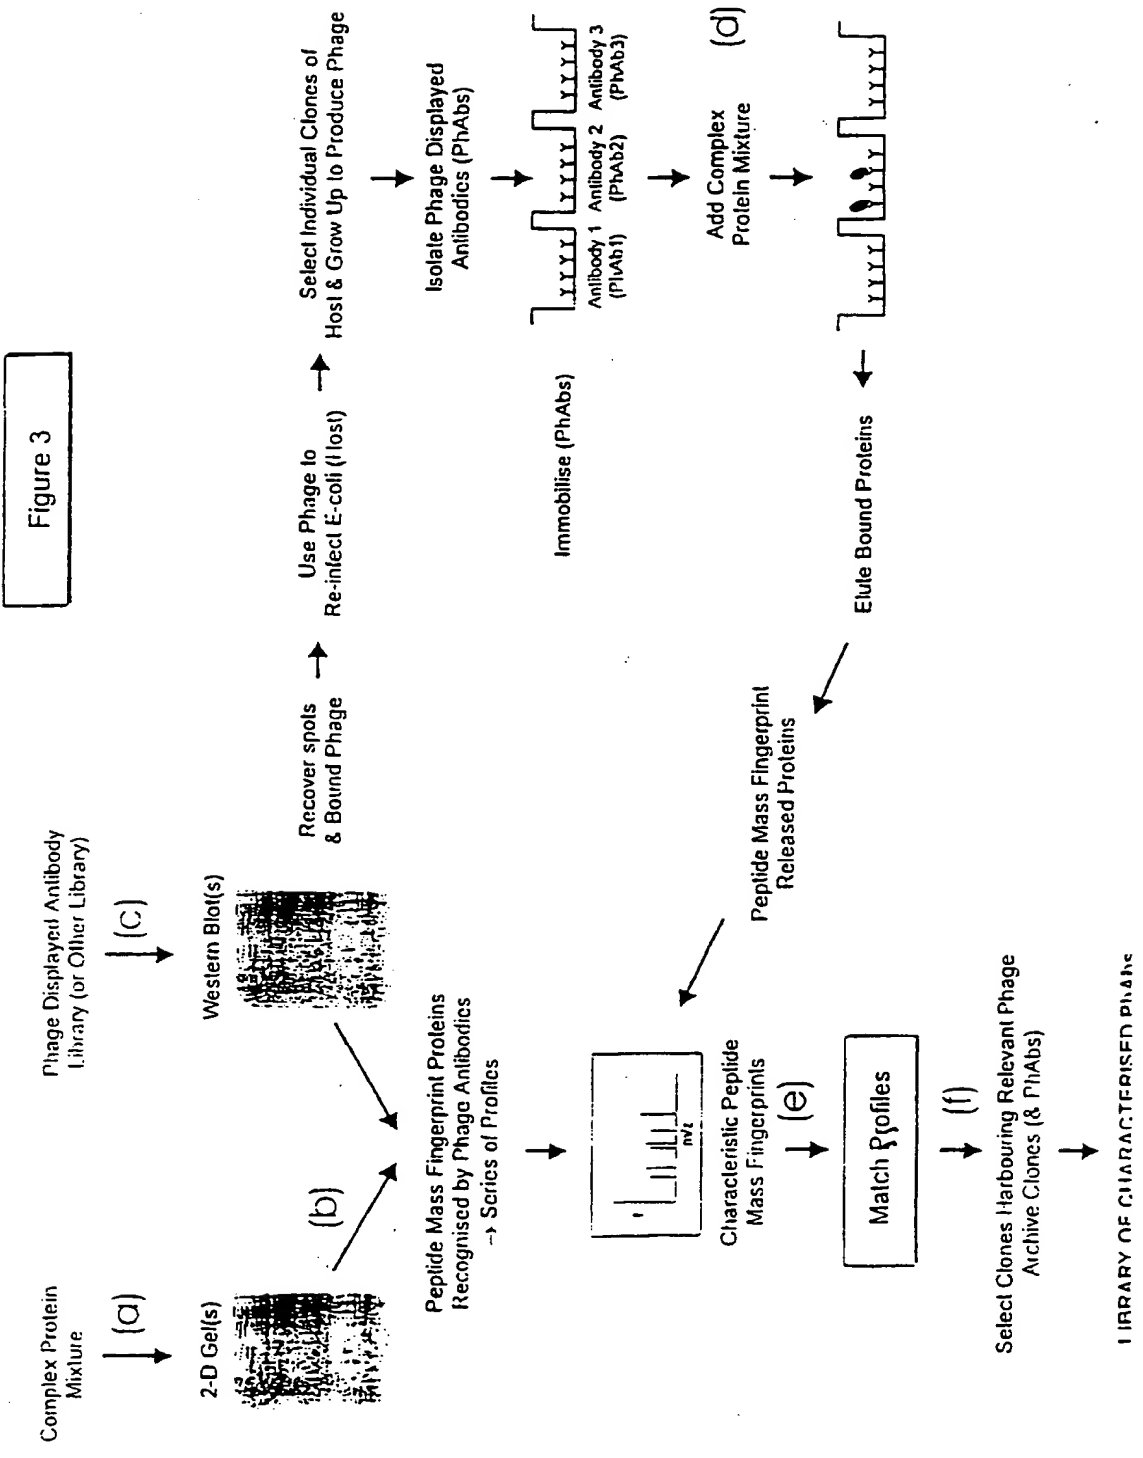 Figure 3
Complex Protein
Mixture
(a)
2-D Gel(s)
(b)
Phage Displayed Antibody
Library (or Other Library)
(c)
Western Blot(s)
Recover spots
& Bound Phage
Use Phage to
Re-infect E-coli (Host)
Select Individual Clones of
Host & Grow Up to Produce Phage
Isolate Phage Displayed
Antibodies (PhAbs)
Immobilise (PhAbs)
Antibody 1
(PhAb1)
Antibody 2
(PhAb2)
Antibody 3
(PhAb3)
(d)
Add Complex
Protein Mixture
Elute Bound Proteins
Peptide Mass Fingerprint
Released Proteins
Peptide Mass Fingerprint Proteins
Recognised by Phage Antibodies
→ Series of Profiles
m/z
Characteristic Peptide
Mass Fingerprints
(e)
Match Profiles
(f)
Select Clones Harbouring Relevant Phage
Archive Clones (& PhAbs)
LIBRARY OF CHARACTERISED PhAbs